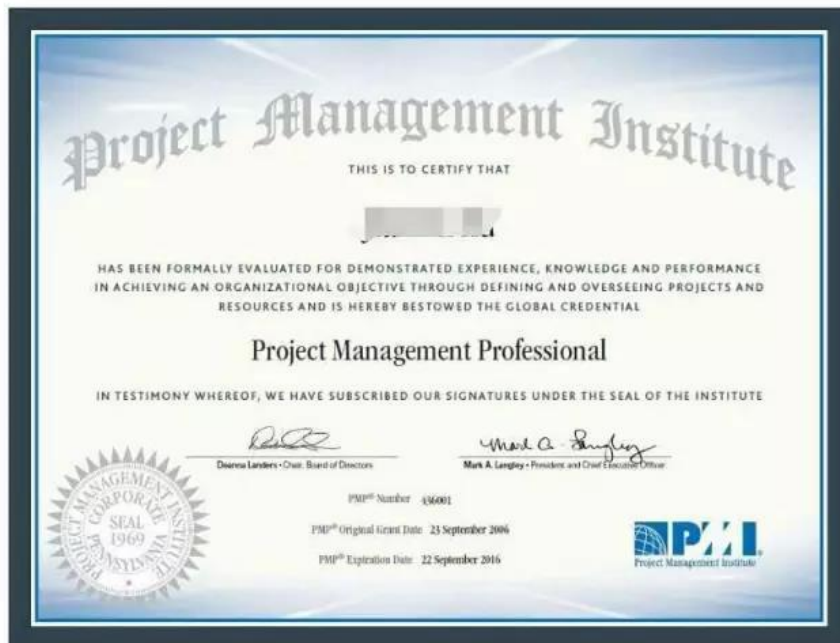 Project Management Institute
THIS IS TO CERTIFY THAT
HAS BEEN FORMALLY EVALUATED FOR DEMONSTRATED EXPERIENCE, KNOWLEDGE AND PERFORMANCE
IN ACHIEVING AN ORGANIZATIONAL OBJECTIVE THROUGH DEFINING AND OVERSEEING PROJECTS AND
RESOURCES AND IS HEREBY BESTOWED THE GLOBAL CREDENTIAL
Project Management Professional
IN TESTIMONY WHEREOF, WE HAVE SUBSCRIBED OUR SIGNATURES UNDER THE SEAL OF THE INSTITUTE
Mark A. Langley
Deanna Landers • Chair, Board of Directors
Mark A. Langley • President and Chief Executive Officer
PMP® Number 436001
PMP® Original Grant Date 23 September 2006
PMP® Expiration Date 22 September 2016
PROJECT MANAGEMENT INSTITUTE
CORPORATE
SEAL
1969
PENNSYLVANIA
PMI.
Project Management Institute